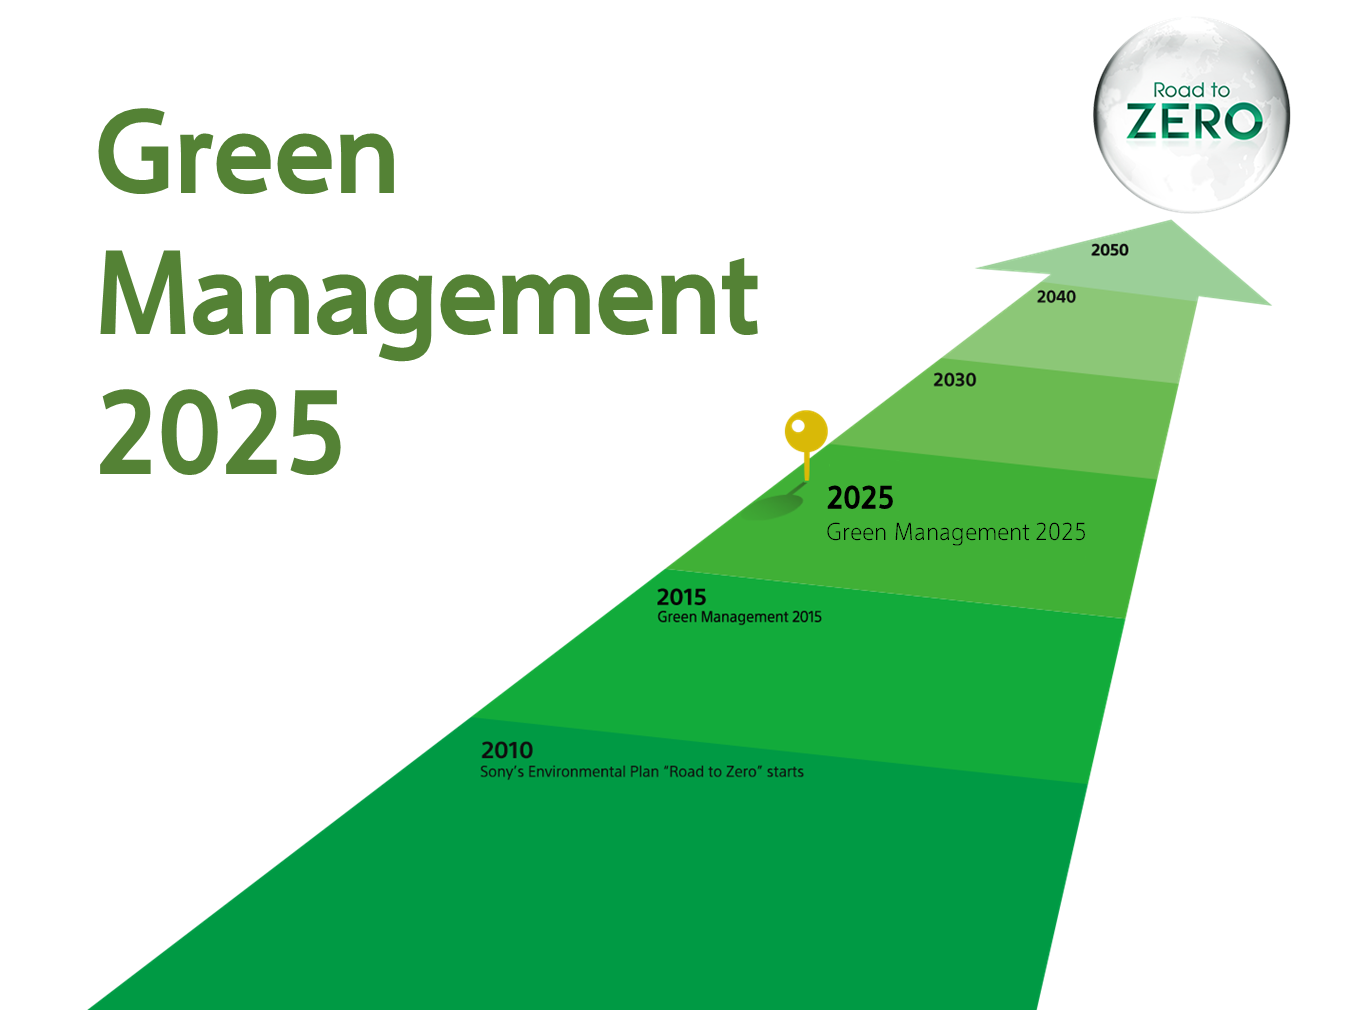 Green
Management
2025
Road to
ZERO
2050
2040
2030
2025
Green Management 2025
2015
Green Management 2015
2010
Sony's Environmental Plan “Road to Zero” starts